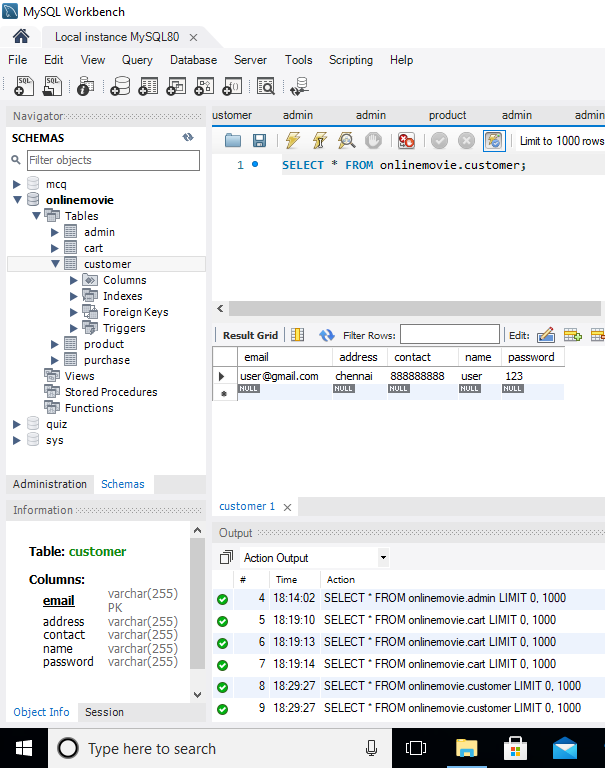 MySQL Workbench
Local instance MySQL80 ×
File Edit View Query Database Server Tools Scripting Help
Navigator
SCHEMAS
Filter objects
mcq
onlinemovie
Tables
admin
cart
customer
Columns
Indexes
Foreign Keys
Triggers
product
purchase
Views
Stored Procedures
Functions
quiz
sys
Administration Schemas
Information
Table: customer
Columns:
email varchar(255) PK
address varchar(255)
contact varchar(255)
name varchar(255)
password varchar(255)
Object Info Session
ustomer admin admin product admin admin
Limit to 1000 rows
1 SELECT * FROM onlinemovie.customer;
Result Grid Filter Rows: Edit:
email address contact name password
user@gmail.com chennai 888888888 user 123
NULL NULL NULL NULL NULL
customer 1 ×
Output
Action Output
# Time Action
4 18:14:02 SELECT * FROM onlinemovie.admin LIMIT 0, 1000
5 18:19:10 SELECT * FROM onlinemovie.cart LIMIT 0, 1000
6 18:19:13 SELECT * FROM onlinemovie.cart LIMIT 0, 1000
7 18:19:14 SELECT * FROM onlinemovie.cart LIMIT 0, 1000
8 18:29:27 SELECT * FROM onlinemovie.customer LIMIT 0, 1000
9 18:29:27 SELECT * FROM onlinemovie.customer LIMIT 0, 1000
Type here to search